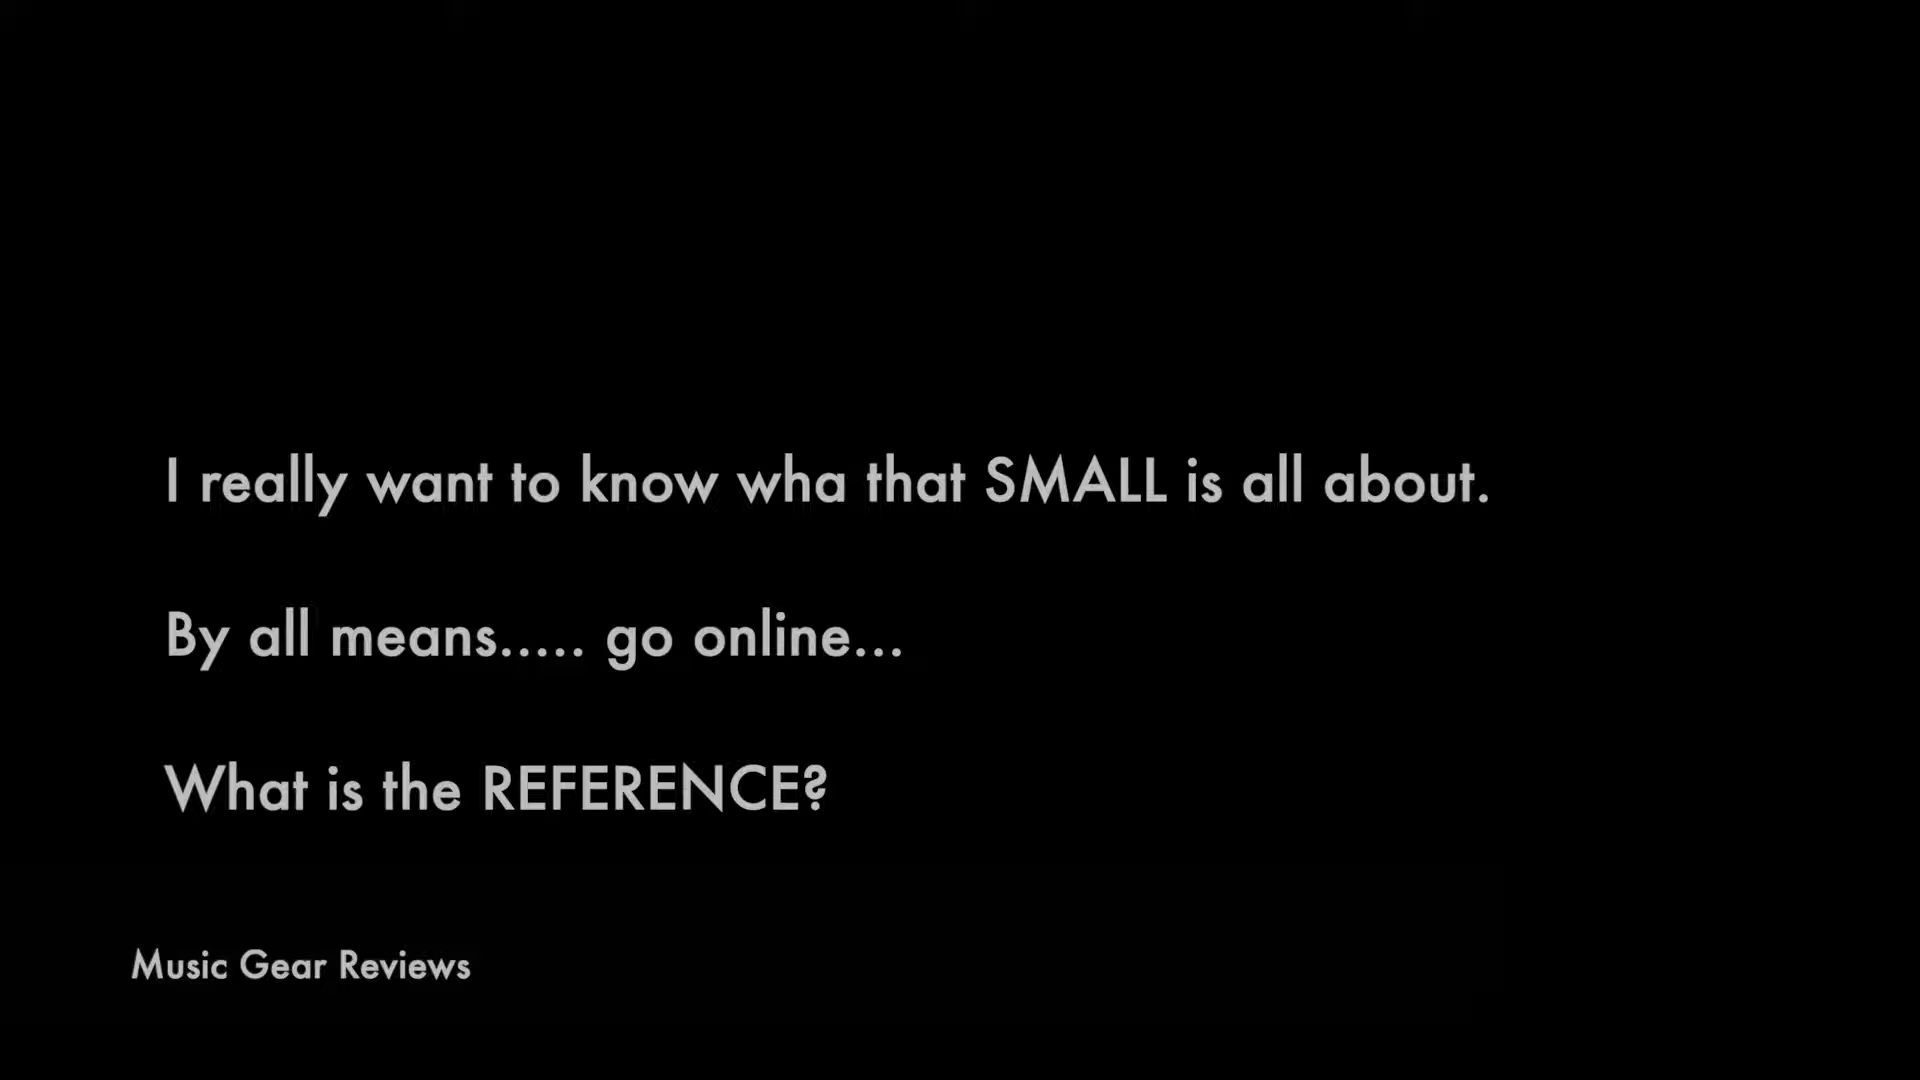 I really want to know wha that SMALL is all about.
By all means..... go online...
What is the REFERENCE?
Music Gear Reviews